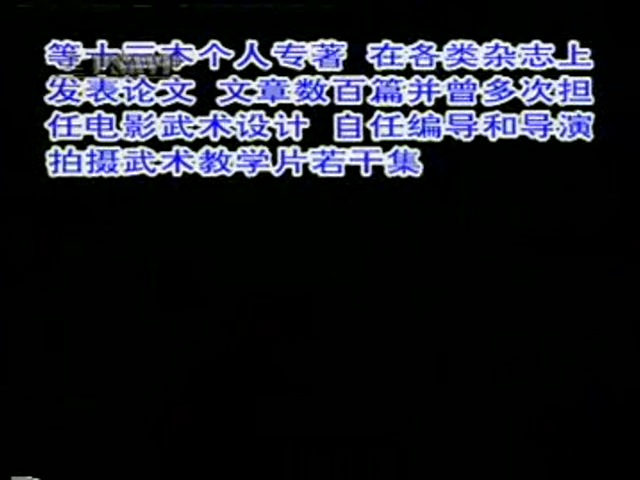 等十三本个人专著 在各类杂志上
发表论文 文章数百篇并曾多次担
任电影武术设计 自任编导和导演
拍摄武术教学片若干集